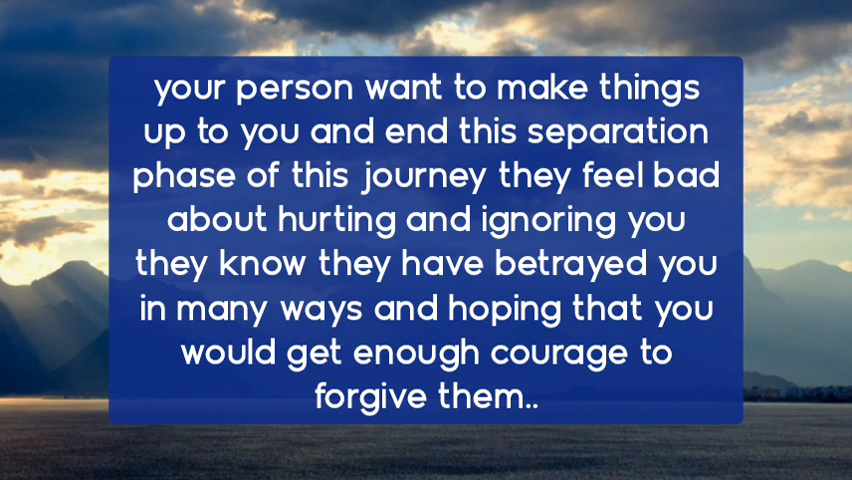 your person want to make things
up to you and end this separation
phase of this journey they feel bad
about hurting and ignoring you
they know they have betrayed you
in many ways and hoping that you
would get enough courage to
forgive them..